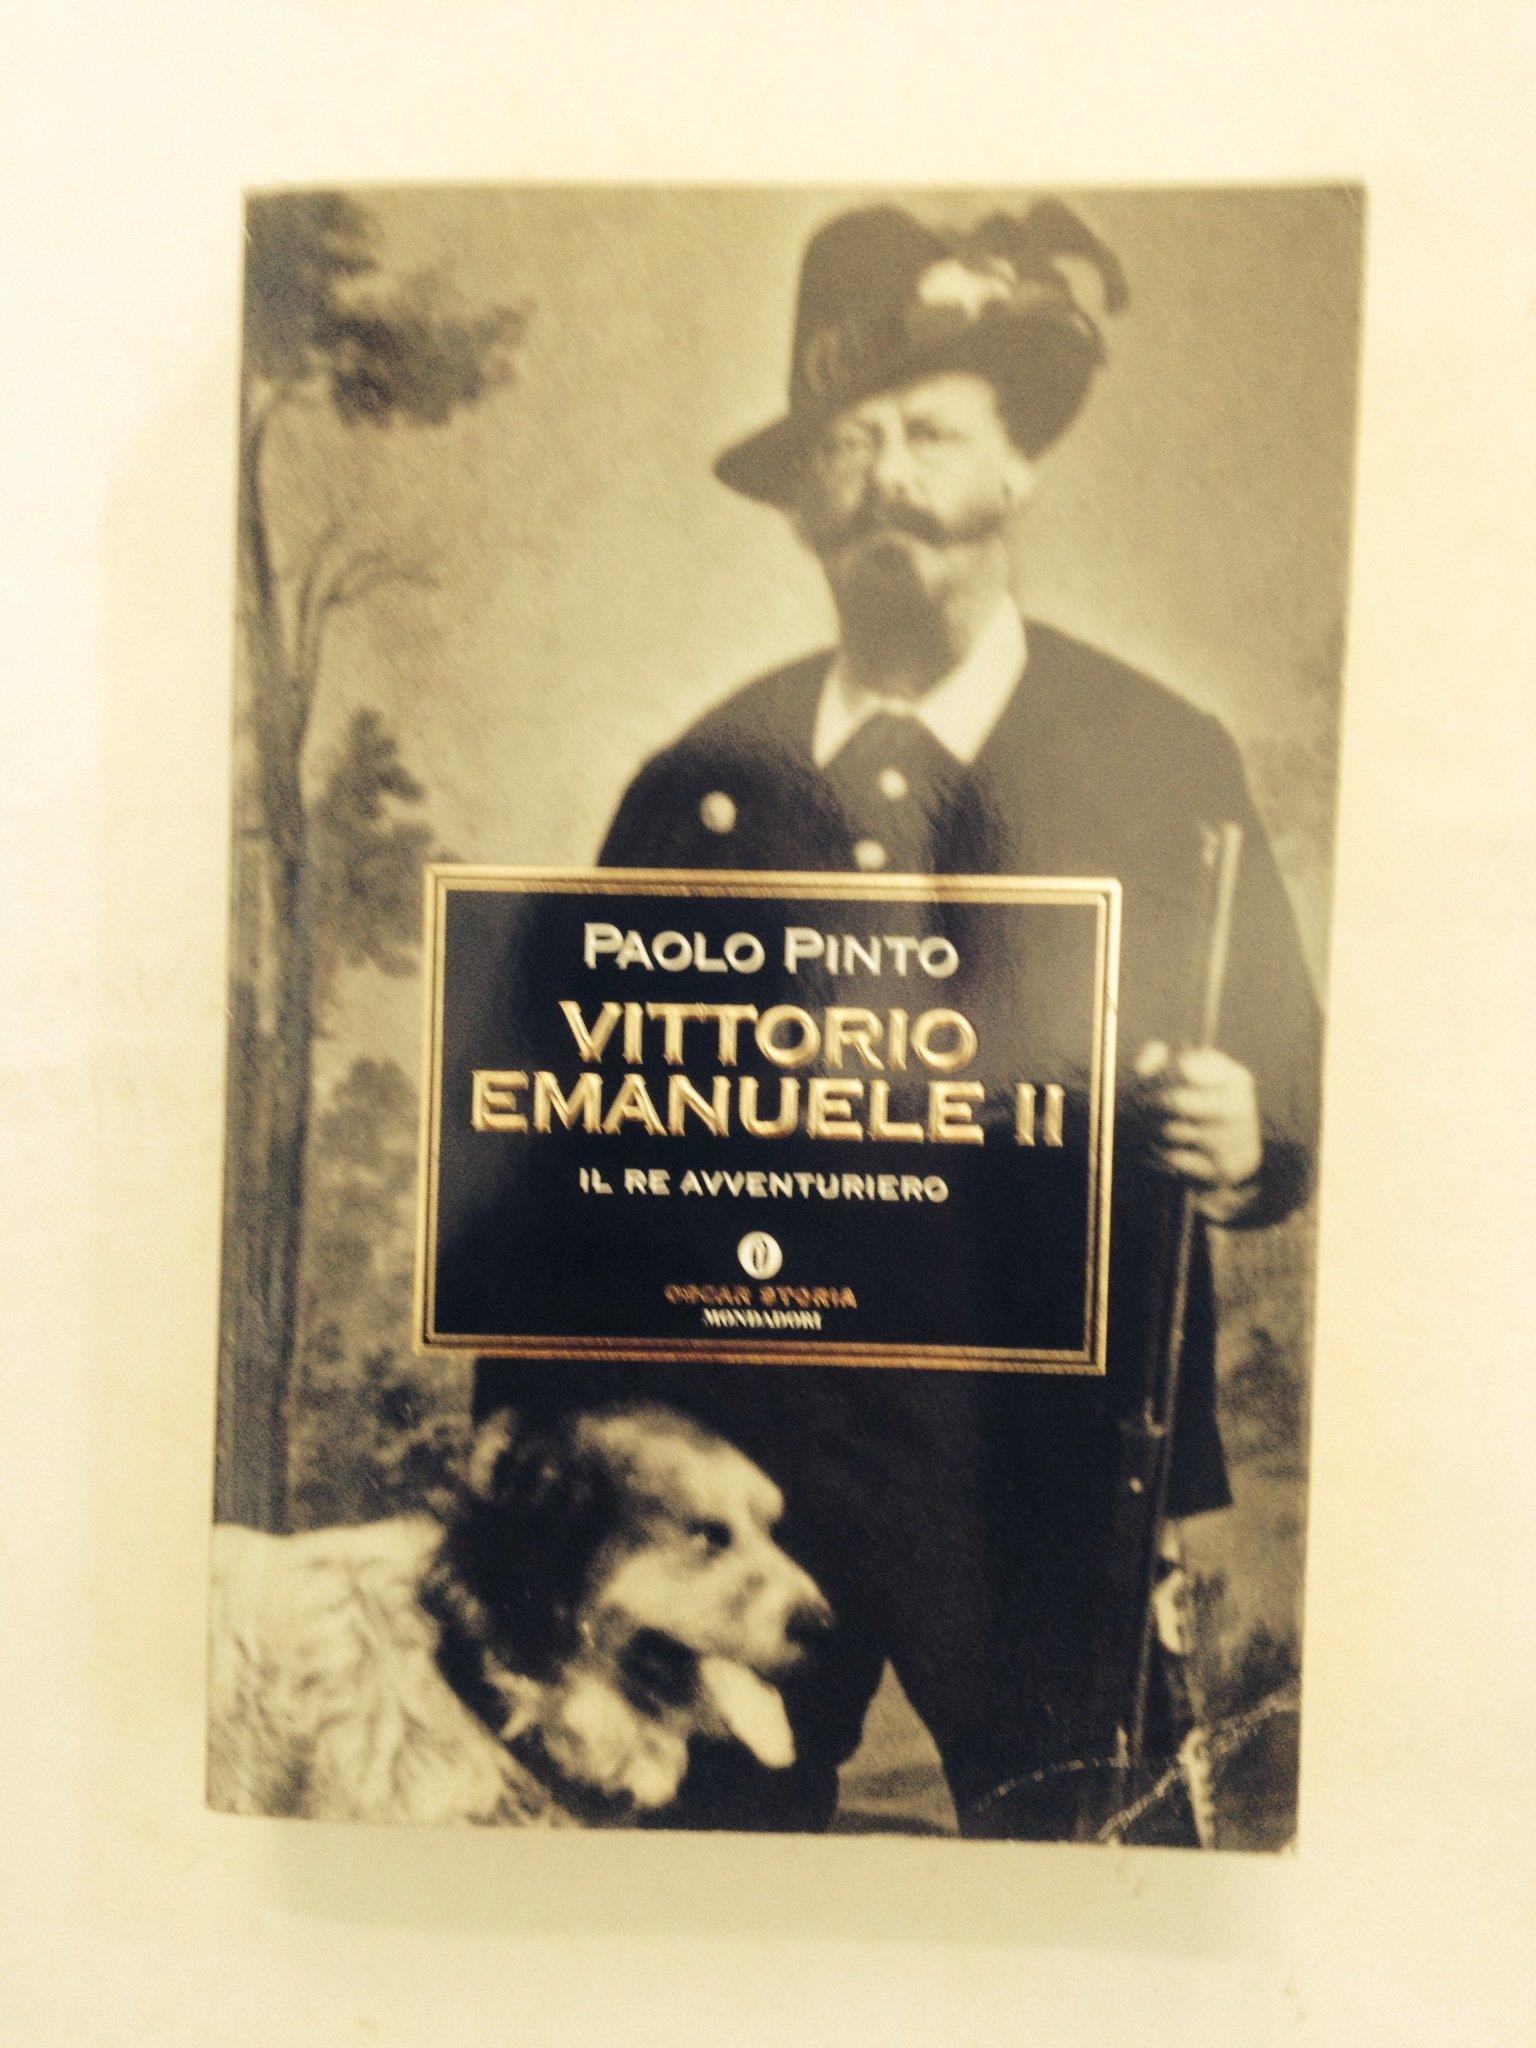 PAOLO PINTO
VITTORIO
EMANUELE II
IL RE AVVENTURIERO
OSCAR STORIA
MONDADORI